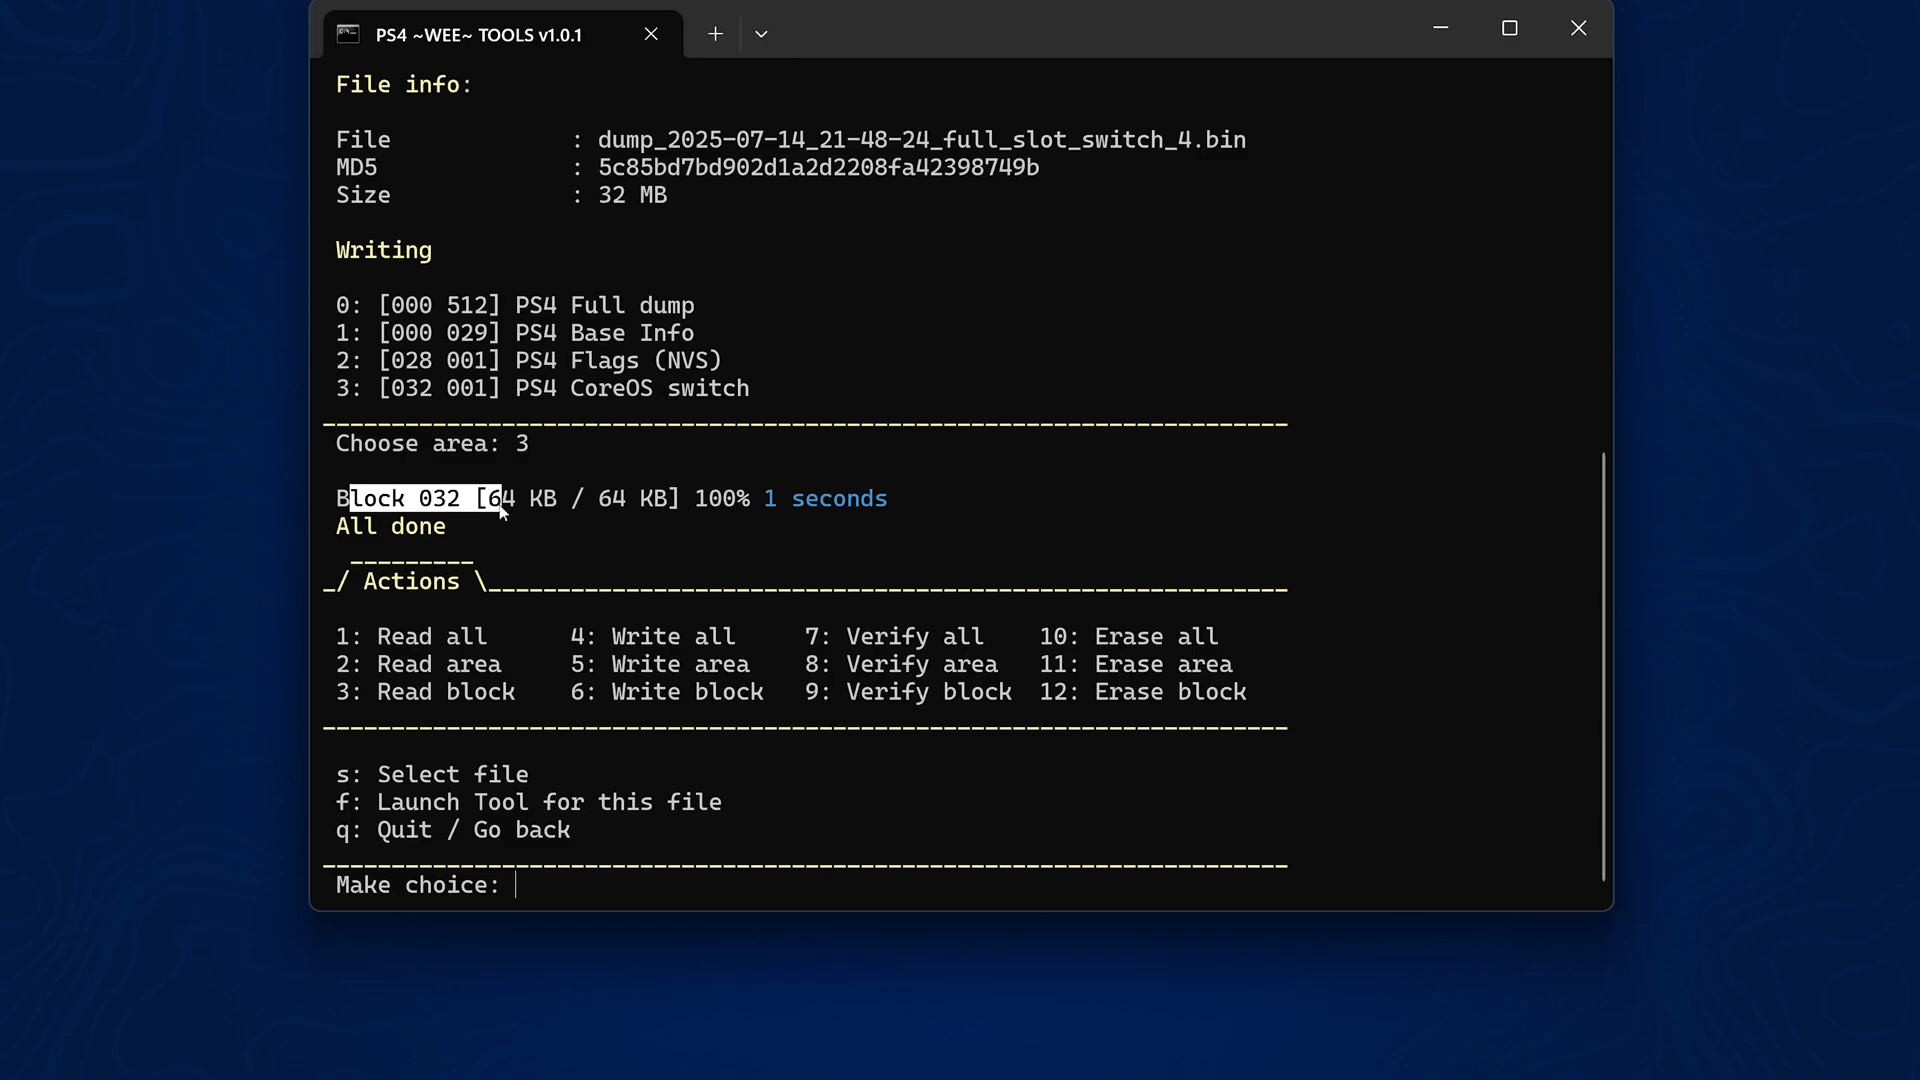 PS4 ~WEE~ TOOLS v1.0.1
File info:
File : dump_2025-07-14_21-48-24_full_slot_switch_4.bin
MD5 : 5c85bd7bd902d1a2d2208fa42398749b
Size : 32 MB
Writing
0: [000 512] PS4 Full dump
1: [000 029] PS4 Base Info
2: [028 001] PS4 Flags (NVS)
3: [032 001] PS4 CoreOS switch
Choose area: 3
Block 032 [64 KB / 64 KB] 100% 1 seconds
All done
_/ Actions \
1: Read all 4: Write all 7: Verify all 10: Erase all
2: Read area 5: Write area 8: Verify area 11: Erase area
3: Read block 6: Write block 9: Verify block 12: Erase block
s: Select file
f: Launch Tool for this file
q: Quit / Go back
Make choice: